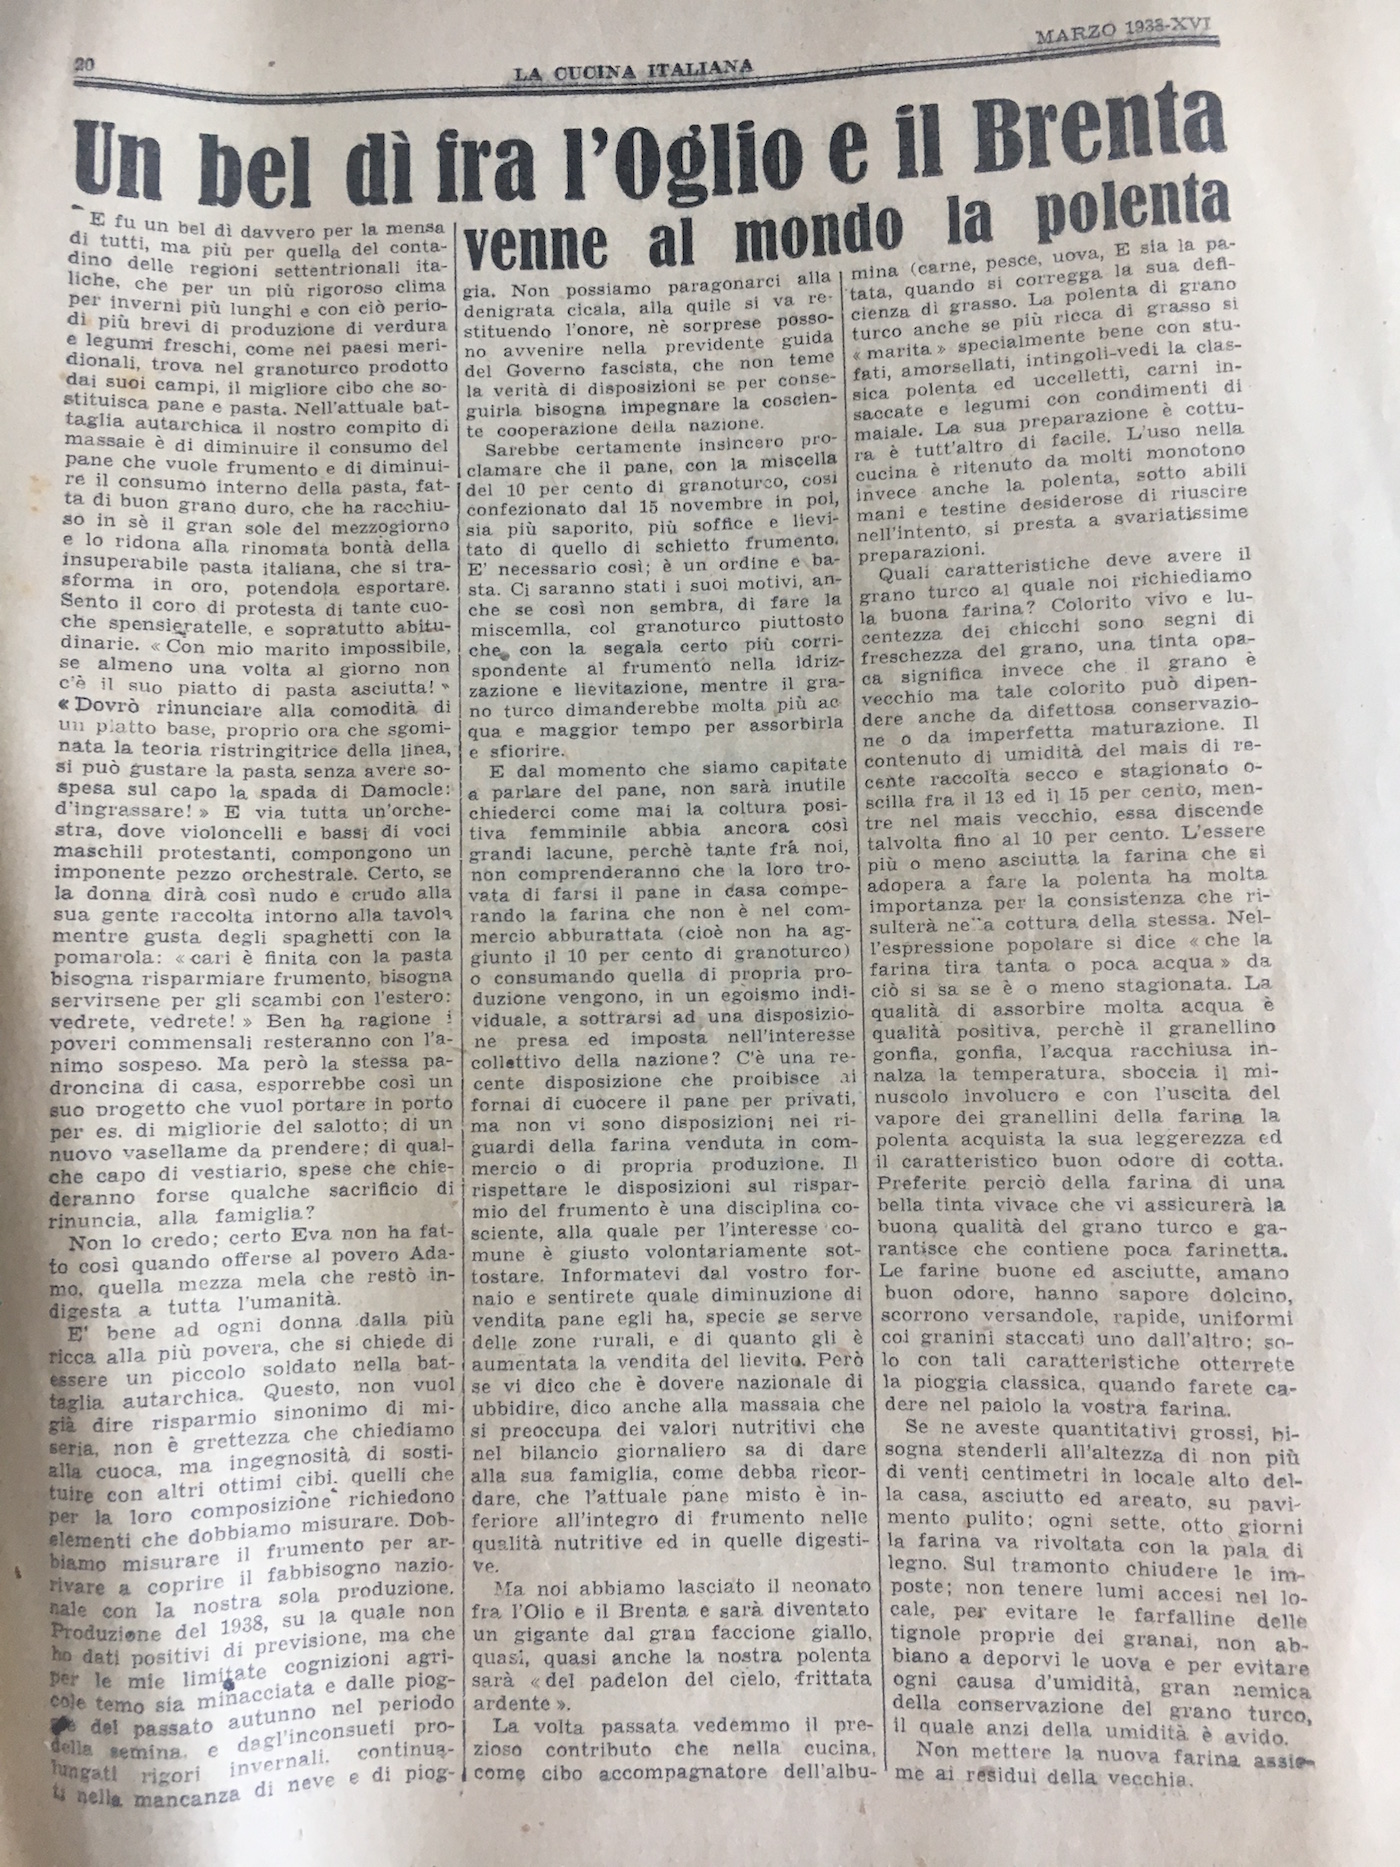 20
LA CUCINA ITALIANA
MARZO 1938-XVI
Un bel dì fra l'Oglio e il Brenta
venne al mondo la polenta
E fu un bel dì davvero per la mensa
di tutti, ma più per quella del conta-
dino delle regioni settentrionali ita-
liche, che per un più rigoroso clima
per inverni più lunghi e con ciò perio-
di più brevi di produzione di verdura
e legumi freschi, come nei paesi meri-
dionali, trova nel granoturco prodotto
dai suoi campi, il migliore cibo che so-
stituisca pane e pasta. Nell'attuale bat-
taglia autarchica il nostro compito di
massaie è di diminuire il consumo del
pane che vuole frumento e di diminui-
re il consumo interno della pasta, fat-
ta di buon grano duro, che ha racchiu-
so in sè il gran sole del mezzogiorno
e lo ridona alla rinomata bontà della
insuperabile pasta italiana, che si tra-
sforma in oro, potendola esportare.
Sento il coro di protesta di tante cuo-
che spensieratelle, e sopratutto abitu-
dinarie. « Con mio marito impossibile,
se almeno una volta al giorno non
c'è il suo piatto di pasta asciutta! »
« Dovrò rinunciare alla comodità di
un piatto base, proprio ora che sgomi-
nata la teoria ristringitrice della linea,
si può gustare la pasta senza avere so-
spesa sul capo la spada di Damocle:
d'ingrassare! » E via tutta un'orche-
stra, dove violoncelli e bassi di voci
maschili protestanti, compongono un
imponente pezzo orchestrale. Certo, se
la donna dirà così nudo e crudo alla
sua gente raccolta intorno alla tavola
mentre gusta degli spaghetti con la
pomarola: « cari è finita con la pasta
bisogna risparmiare frumento, bisogna
servirsene per gli scambi con l'estero:
vedrete, vedrete! » Ben ha ragione i
poveri commensali resteranno con l'a-
nimo sospeso. Ma però la stessa pa-
droncina di casa, esporrebbe così un
suo progetto che vuol portare in porto
per es. di migliorie del salotto; di un
nuovo vasellame da prendere; di qual-
che capo di vestiario, spese che chie-
deranno forse qualche sacrificio di
rinuncia, alla famiglia?
Non lo credo; certo Eva non ha fat-
to così quando offerse al povero Ada-
mo, quella mezza mela che restò in-
digesta a tutta l'umanità.
E' bene ad ogni donna dalla più
ricca alla più povera, che si chiede di
essere un piccolo soldato nella bat-
taglia autarchica. Questo, non vuol
già dire risparmio sinonimo di mi-
seria, non è grettezza che chiediamo
alla cuoca, ma ingegnosità di sosti-
tuire con altri ottimi cibi, quelli che
per la loro composizione richiedono
elementi che dobbiamo misurare. Dob-
biamo misurare il frumento per ar-
rivare a coprire il fabbisogno nazio-
nale con la nostra sola produzione.
Produzione del 1938, su la quale non
ho dati positivi di previsione, ma che
per le mie limitate cognizioni agri-
cole temo sia minacciata e dalle piog-
ge del passato autunno nel periodo
della semina, e dagl'inconsueti pro-
lungati rigori invernali, continua-
ti nella mancanza di neve e di piog-
gia. Non possiamo paragonarci alla
denigrata cicala, alla quile si va re-
stituendo l'onore, nè sorprese posso-
no avvenire nella previdente guida
del Governo fascista, che non teme
la verità di disposizioni se per conse-
guirla bisogna impegnare la coscien-
te cooperazione della nazione.
Sarebbe certamente insincero pro-
clamare che il pane, con la miscella
del 10 per cento di granoturco, così
confezionato dal 15 novembre in poi,
sia più saporito, più soffice e lievi-
tato di quello di schietto frumento.
E' necessario così; è un ordine e ba-
sta. Ci saranno stati i suoi motivi, an-
che se così non sembra, di fare la
miscemlla, col granoturco piuttosto
che con la segala certo più corri-
spondente al frumento nella idriz-
zazione e lievitazione, mentre il gra-
no turco dimanderebbe molta più ac
qua e maggior tempo per assorbirla
e sfiorire.
E dal momento che siamo capitate
a parlare del pane, non sarà inutile
chiederci come mai la coltura posi-
tiva femminile abbia ancora così
grandi lacune, perchè tante fra noi,
non comprenderanno che la loro tro-
vata di farsi il pane in casa compe-
rando la farina che non è nel com-
mercio abburattata (cioè non ha ag-
giunto il 10 per cento di granoturco)
o consumando quella di propria pro-
duzione vengono, in un egoismo indi-
viduale, a sottrarsi ad una disposizio-
ne presa ed imposta nell'interesse
collettivo della nazione? C'è una re-
cente disposizione che proibisce ai
fornai di cuocere il pane per privati,
ma non vi sono disposizioni nei ri-
guardi della farina venduta in com-
mercio o di propria produzione. Il
rispettare le disposizioni sul rispar-
mio del frumento è una disciplina co-
sciente, alla quale per l'interesse co-
mune è giusto volontariamente sot-
tostare. Informatevi dal vostro for-
naio e sentirete quale diminuzione di
vendita pane egli ha, specie se serve
delle zone rurali, e di quanto gli è
aumentata la vendita del lievito. Però
se vi dico che è dovere nazionale di
ubbidire, dico anche alla massaia che
si preoccupa dei valori nutritivi che
nel bilancio giornaliero sa di dare
alla sua famiglia, come debba ricor-
dare, che l'attuale pane misto è in-
feriore all'integro di frumento nelle
qualità nutritive ed in quelle digesti-
ve.
Ma noi abbiamo lasciato il neonato
fra l'Olio e il Brenta e sarà diventato
un gigante dal gran faccione giallo,
quasi, quasi anche la nostra polenta
sarà « del padelon del cielo, frittata
ardente ».
La volta passata vedemmo il pre-
zioso contributo che nella cucina,
come cibo accompagnatore dell'albu-
mina (carne, pesce, uova, E sia la pa-
tata, quando si corregga la sua defi-
cienza di grasso. La polenta di grano
turco anche se più ricca di grasso si
« marita » specialmente bene con stu-
fati, amorsellati, intingoli-vedi la clas-
sica polenta ed uccelletti, carni in-
saccate e legumi con condimenti di
maiale. La sua preparazione è cottu-
ra è tutt'altro di facile. L'uso nella
cucina è ritenuto da molti monotono
invece anche la polenta, sotto abili
mani e testine desiderose di riuscire
nell'intento, si presta a svariatissime
preparazioni.
Quali caratteristiche deve avere il
grano turco al quale noi richiediamo
la buona farina? Colorito vivo e lu-
centezza dei chicchi sono segni di
freschezza del grano, una tinta opa-
ca significa invece che il grano è
vecchio ma tale colorito può dipen-
dere anche da difettosa conservazio-
ne o da imperfetta maturazione. Il
contenuto di umidità del mais di re-
cente raccolta secco e stagionato o-
scilla fra il 13 ed il 15 per cento, men-
tre nel mais vecchio, essa discende
talvolta fino al 10 per cento. L'essere
più o meno asciutta la farina che si
adopera a fare la polenta ha molta
importanza per la consistenza che ri-
sulterà ne''a cottura della stessa. Nel-
l'espressione popolare si dice « che la
farina tira tanta o poca acqua » da
ciò si sa se è o meno stagionata. La
qualità di assorbire molta acqua è
qualità positiva, perchè il granellino
gonfia, gonfia, l'acqua racchiusa in-
nalza la temperatura, sboccia il mi-
nuscolo involucro e con l'uscita del
vapore dei granellini della farina la
polenta acquista la sua leggerezza ed
il caratteristico buon odore di cotta.
Preferite perciò della farina di una
bella tinta vivace che vi assicurerà la
buona qualità del grano turco e ga-
rantisce che contiene poca farinetta.
Le farine buone ed asciutte, amano
buon odore, hanno sapore dolcino,
scorrono versandole, rapide, uniformi
coi granini staccati uno dall'altro; so-
lo con tali caratteristiche otterrete
la pioggia classica, quando farete ca-
dere nel paiolo la vostra farina.
Se ne aveste quantitativi grossi, bi-
sogna stenderli all'altezza di non più
di venti centimetri in locale alto del-
la casa, asciutto ed areato, su pavi-
mento pulito; ogni sette, otto giorni
la farina va rivoltata con la pala di
legno. Sul tramonto chiudere le im-
poste; non tenere lumi accesi nel lo-
cale, per evitare le farfalline delle
tignole proprie dei granai, non ab-
biano a deporvi le uova e per evitare
ogni causa d'umidità, gran nemica
della conservazione del grano turco,
il quale anzi della umidità è avido.
Non mettere la nuova farina assie-
me ai residui della vecchia.